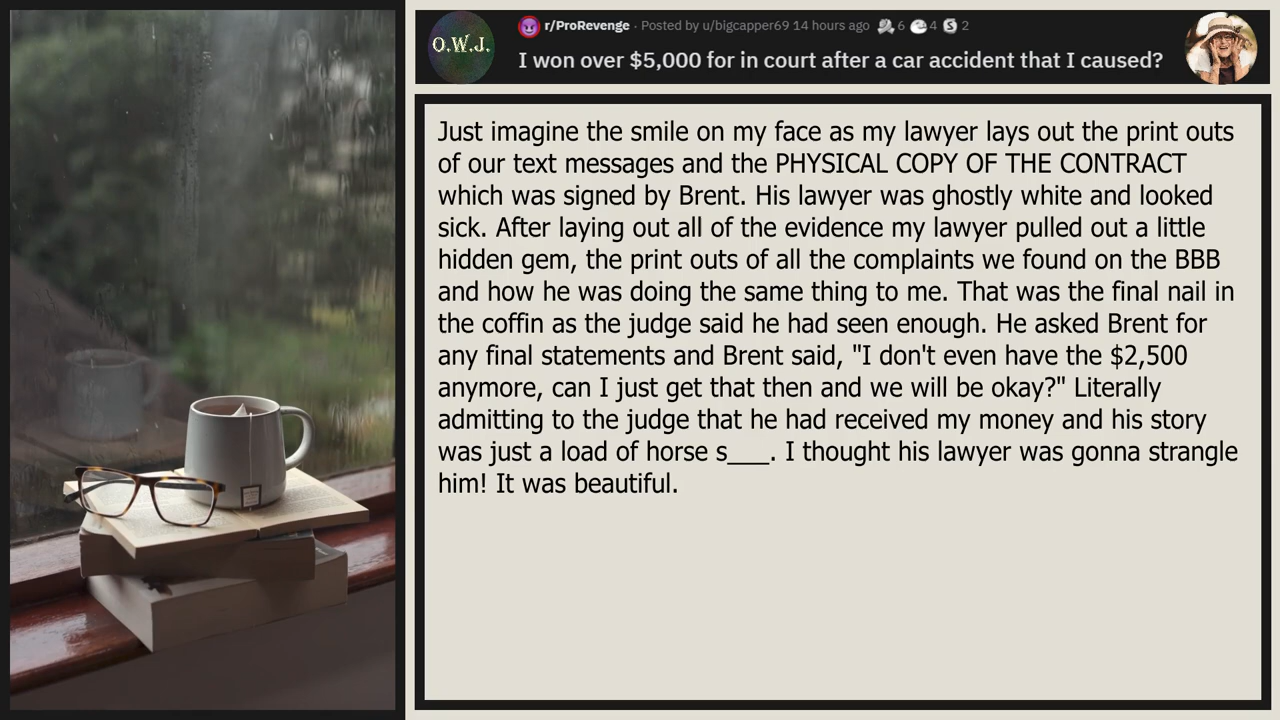 O.W.J.
r/ProRevenge · Posted by u/bigcapper69 14 hours ago 6 4 S 2
I won over $5,000 for in court after a car accident that I caused?
Just imagine the smile on my face as my lawyer lays out the print outs
of our text messages and the PHYSICAL COPY OF THE CONTRACT
which was signed by Brent. His lawyer was ghostly white and looked
sick. After laying out all of the evidence my lawyer pulled out a little
hidden gem, the print outs of all the complaints we found on the BBB
and how he was doing the same thing to me. That was the final nail in
the coffin as the judge said he had seen enough. He asked Brent for
any final statements and Brent said, "I don't even have the $2,500
anymore, can I just get that then and we will be okay?" Literally
admitting to the judge that he had received my money and his story
was just a load of horse s___. I thought his lawyer was gonna strangle
him! It was beautiful.